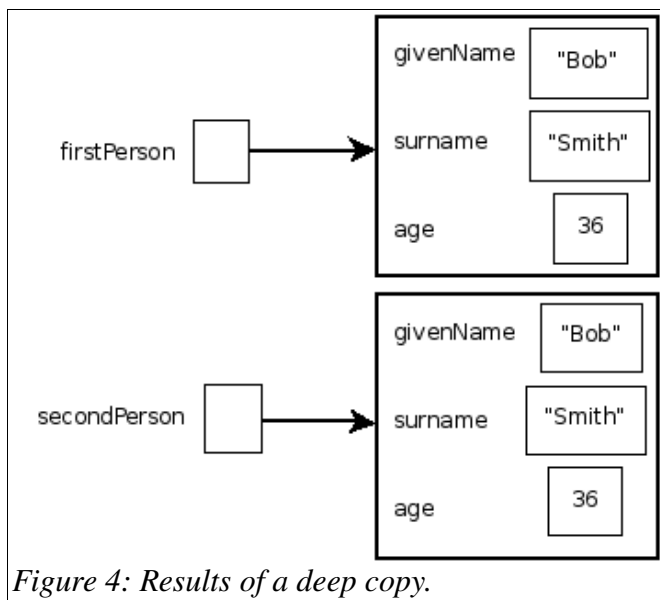 givenName "Bob"
firstPerson surname "Smith"
age 36
givenName "Bob"
secondPerson surname "Smith"
age 36
Figure 4: Results of a deep copy.